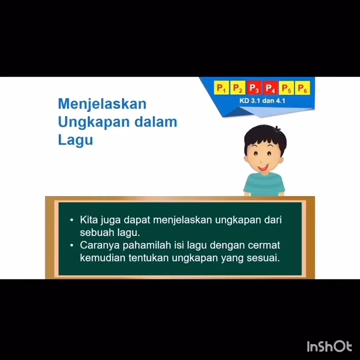 P1 P2 P3 P4 P5 P6
KD 3.1 dan 4.1
Menjelaskan
Ungkapan dalam
Lagu
• Kita juga dapat menjelaskan ungkapan dari
sebuah lagu.
• Caranya pahamilah isi lagu dengan cermat
kemudian tentukan ungkapan yang sesuai.
InShOt